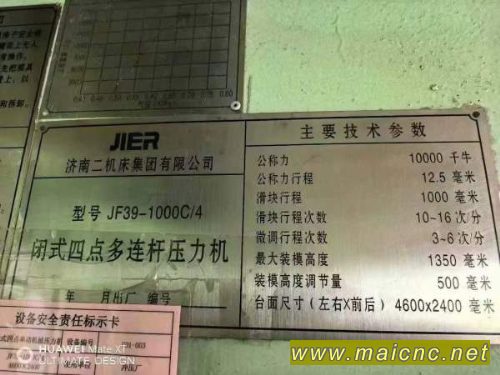 JIER
济南二机床集团有限公司
型号 JF39-1000C/4
闭式四点多连杆压力机
年 月出厂 编号
主要技术参数
公称力 10000 千牛
公称力行程 12.5 毫米
滑块行程 1000 毫米
滑块行程次数 10-16 次/分
微调行程次数 3-6 次/分
最大装模高度 1350 毫米
装模高度调节量 500 毫米
台面尺寸(左右X前后) 4600x2400 毫米
设备安全责任标示卡
HUAWEI Mate XT
ULTIMATE DESIGN
www.maicnc.net